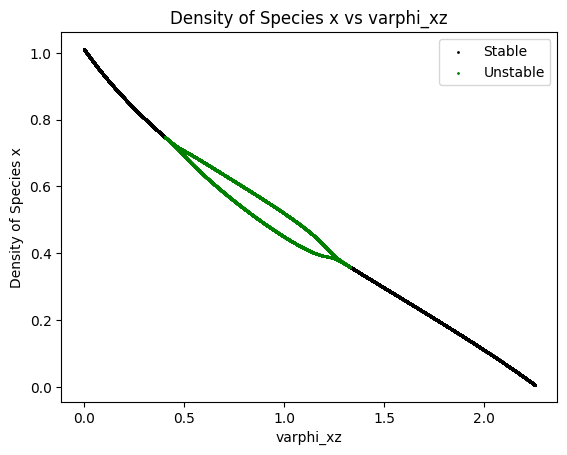 Density of Species x vs varphi_xz
Stable
Unstable
Density of Species x
1.0
0.8
0.6
0.4
0.2
0.0
0.0 0.5 1.0 1.5 2.0
varphi_xz